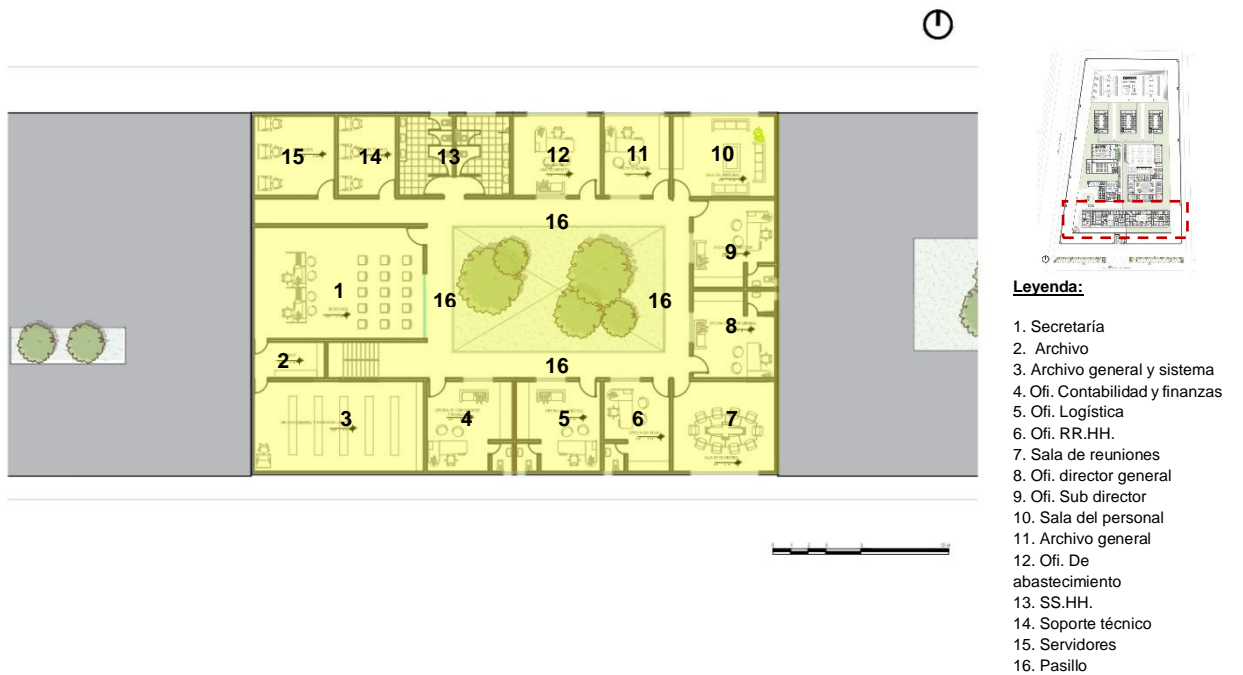 15
14
13
12
11
10
16
9
1
16
16
8
2
16
3
4
5
6
7
Leyenda:
1. Secretaría
2. Archivo
3. Archivo general y sistema
4. Ofi. Contabilidad y finanzas
5. Ofi. Logística
6. Ofi. RR.HH.
7. Sala de reuniones
8. Ofi. director general
9. Ofi. Sub director
10. Sala del personal
11. Archivo general
12. Ofi. De
abastecimiento
13. SS.HH.
14. Soporte técnico
15. Servidores
16. Pasillo